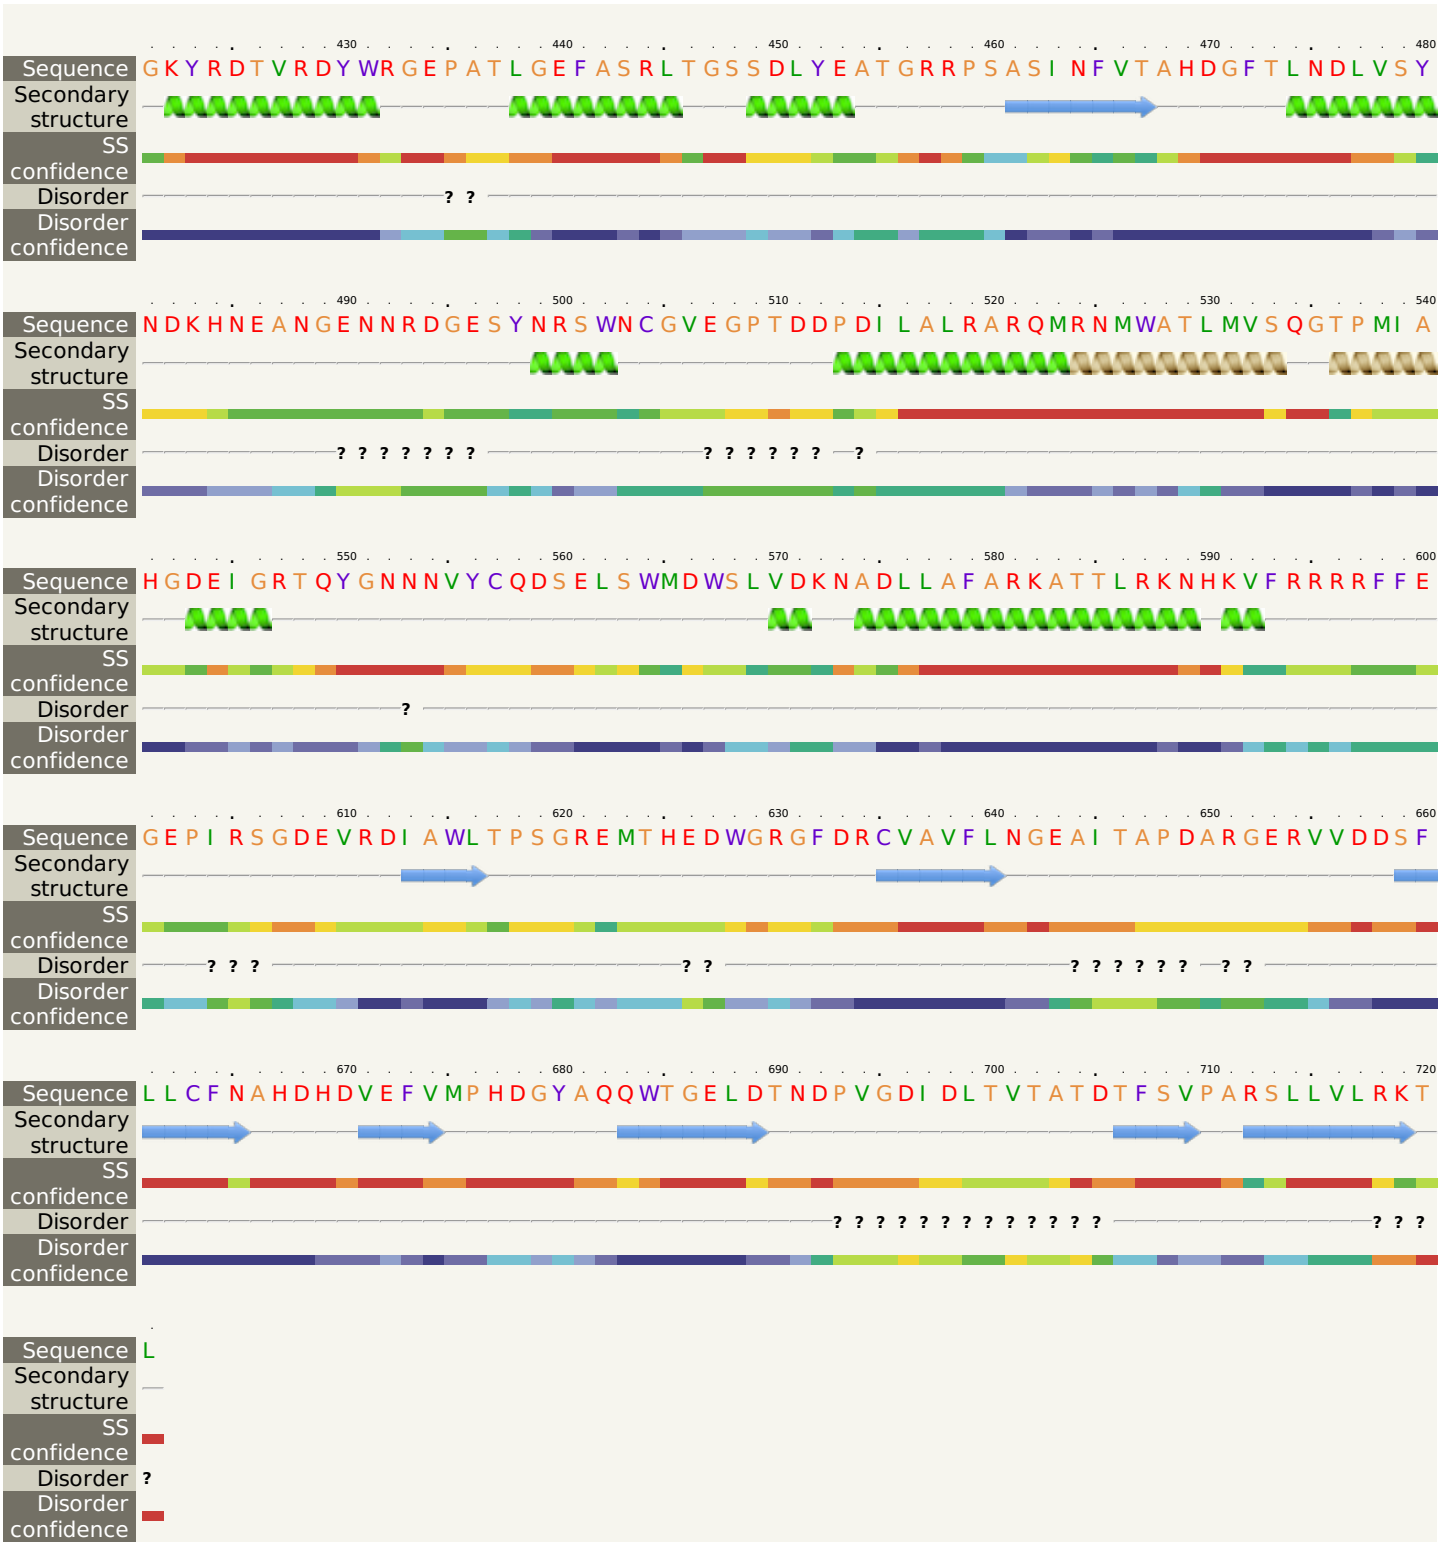 430 440 450 460 470 480
Sequence GKYRDTVRDYWRGEPATLGEFASRLTGSSDLYEATGRRPSASINFVTAHDGFTLNDLVSY
Secondary
structure
SS
confidence
Disorder ? ?
Disorder
confidence
490 500 510 520 530 540
Sequence NDKHNEANGENNRDGESYNRSWNCGVEGPTDDPDILALRARQMRNMWATLMVSQGTPMIA
Secondary
structure
SS
confidence
Disorder ? ? ? ? ? ? ? ? ? ? ? ? ? ?
Disorder
confidence
550 560 570 580 590 600
Sequence HGDEIGRTQYGNNNVYCQDSELSWMDWSLVDKNADLLAFARKATTLRKNHKVFRRRRFFE
Secondary
structure
SS
confidence
Disorder ?
Disorder
confidence
610 620 630 640 650 660
Sequence GEPIRSGDEVRDIAWLTPSGREMTHEDWGRGFDRCVAVFLNGEAITAPDARGERVVDDSF
Secondary
structure
SS
confidence
Disorder ? ? ? ? ? ? ? ? ? ? ? ? ?
Disorder
confidence
670 680 690 700 710 720
Sequence LLCFNAHDHDVEFVMPHDGYAQQWTGELDTNDPVGDIDLTVTATDTFSVPARSLLVLRKT
Secondary
structure
SS
confidence
Disorder ? ? ? ? ? ? ? ? ? ? ? ? ? ? ? ?
Disorder
confidence
Sequence L
Secondary
structure
SS
confidence
Disorder ?
Disorder
confidence